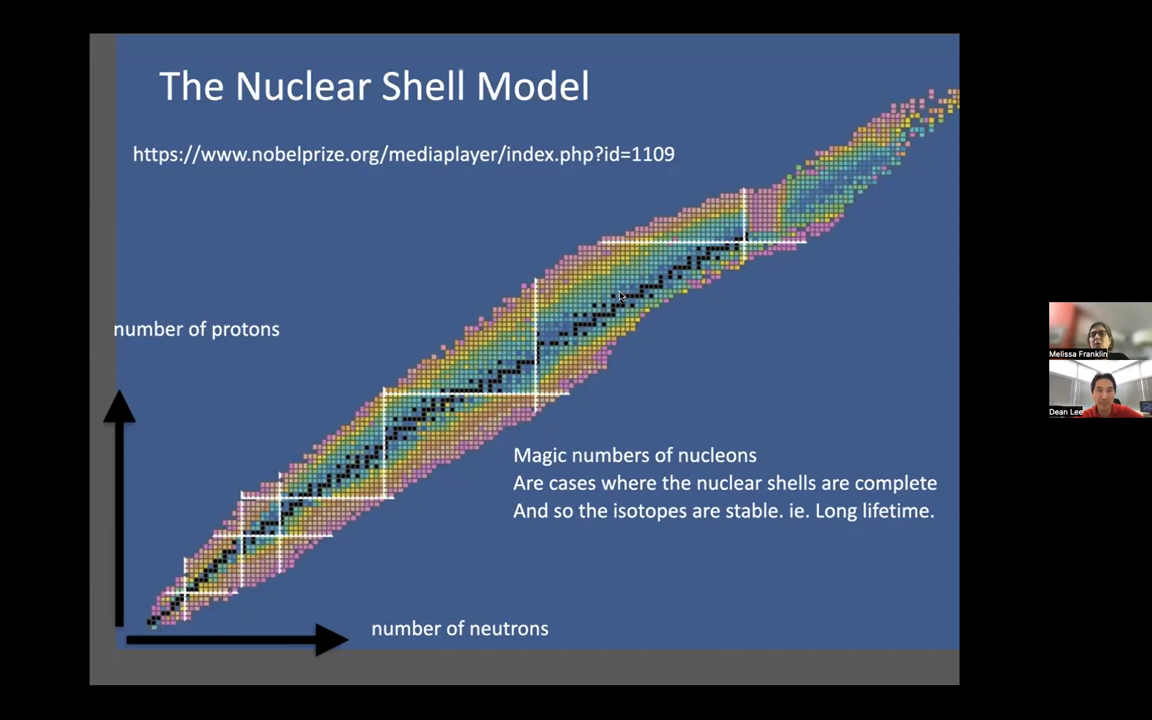 The Nuclear Shell Model
https://www.nobelprize.org/mediaplayer/index.php?id=1109
number of protons
Magic numbers of nucleons
Are cases where the nuclear shells are complete
And so the isotopes are stable. ie. Long lifetime.
number of neutrons
Melissa Franklin
Dean Lee